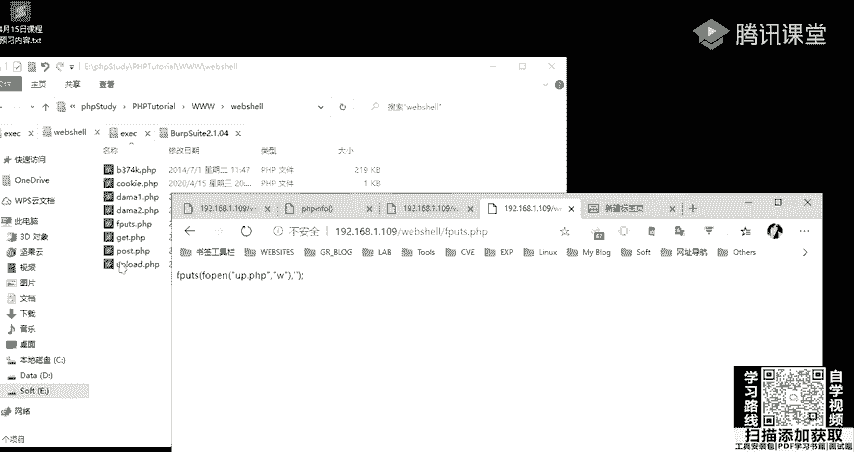 4月15日课程
预习内容.txt
腾讯课堂
E:\phpStudy\PHPTutorial\WWW\webshell
主页 共享 查看
phpStudy > PHPTutorial > WWW > webshell
搜索"webshell"
exec webshell exec BurpSuite2.1.04
名称 修改日期 类型 大小
快速访问
OneDrive
WPS云文档
此电脑
3D 对象
坚果云
视频
图片
文档
下载
音乐
桌面
本地磁盘 (C:)
Data (D:)
Soft (E:)
网络
个项目
b374k.php 2014/7/1 星期二 11:47 PHP 文件 219 KB
cookie.php 2020/4/15 星期三 20:... PHP 文件 1 KB
dama1.php
dama2.php
fputs.php
get.php
post.php
upload.php
192.168.1.109/w phpinfo() 192.168.1.109/w 192.168.1.109/w 新建标签页
不安全 192.168.1.109/webshell/fputs.php
书签工具栏 WEBSITES GR_BLOG LAB Tools CVE EXP Linux My Blog Soft 网址导航 Others
fputs(fopen("up.php","w"),'');
学习路线
自学视频
扫描添加获取
工具安装包|PDF学习书籍|面试题